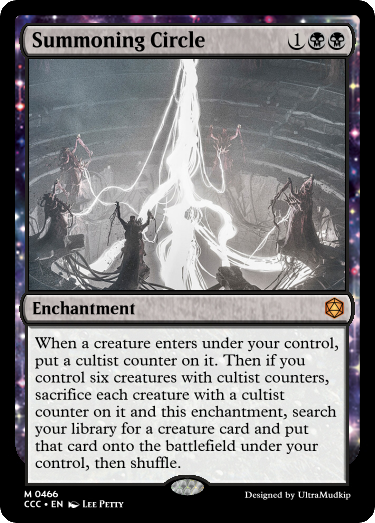 Summoning Circle 1
Enchantment
When a creature enters under your control,
put a cultist counter on it. Then if you
control six creatures with cultist counters,
sacrifice each creature with a cultist
counter on it and this enchantment, search
your library for a creature card and put
that card onto the battlefield under your
control, then shuffle.
M 0466
CCC • EN Lee Petty
Designed by UltraMudkip